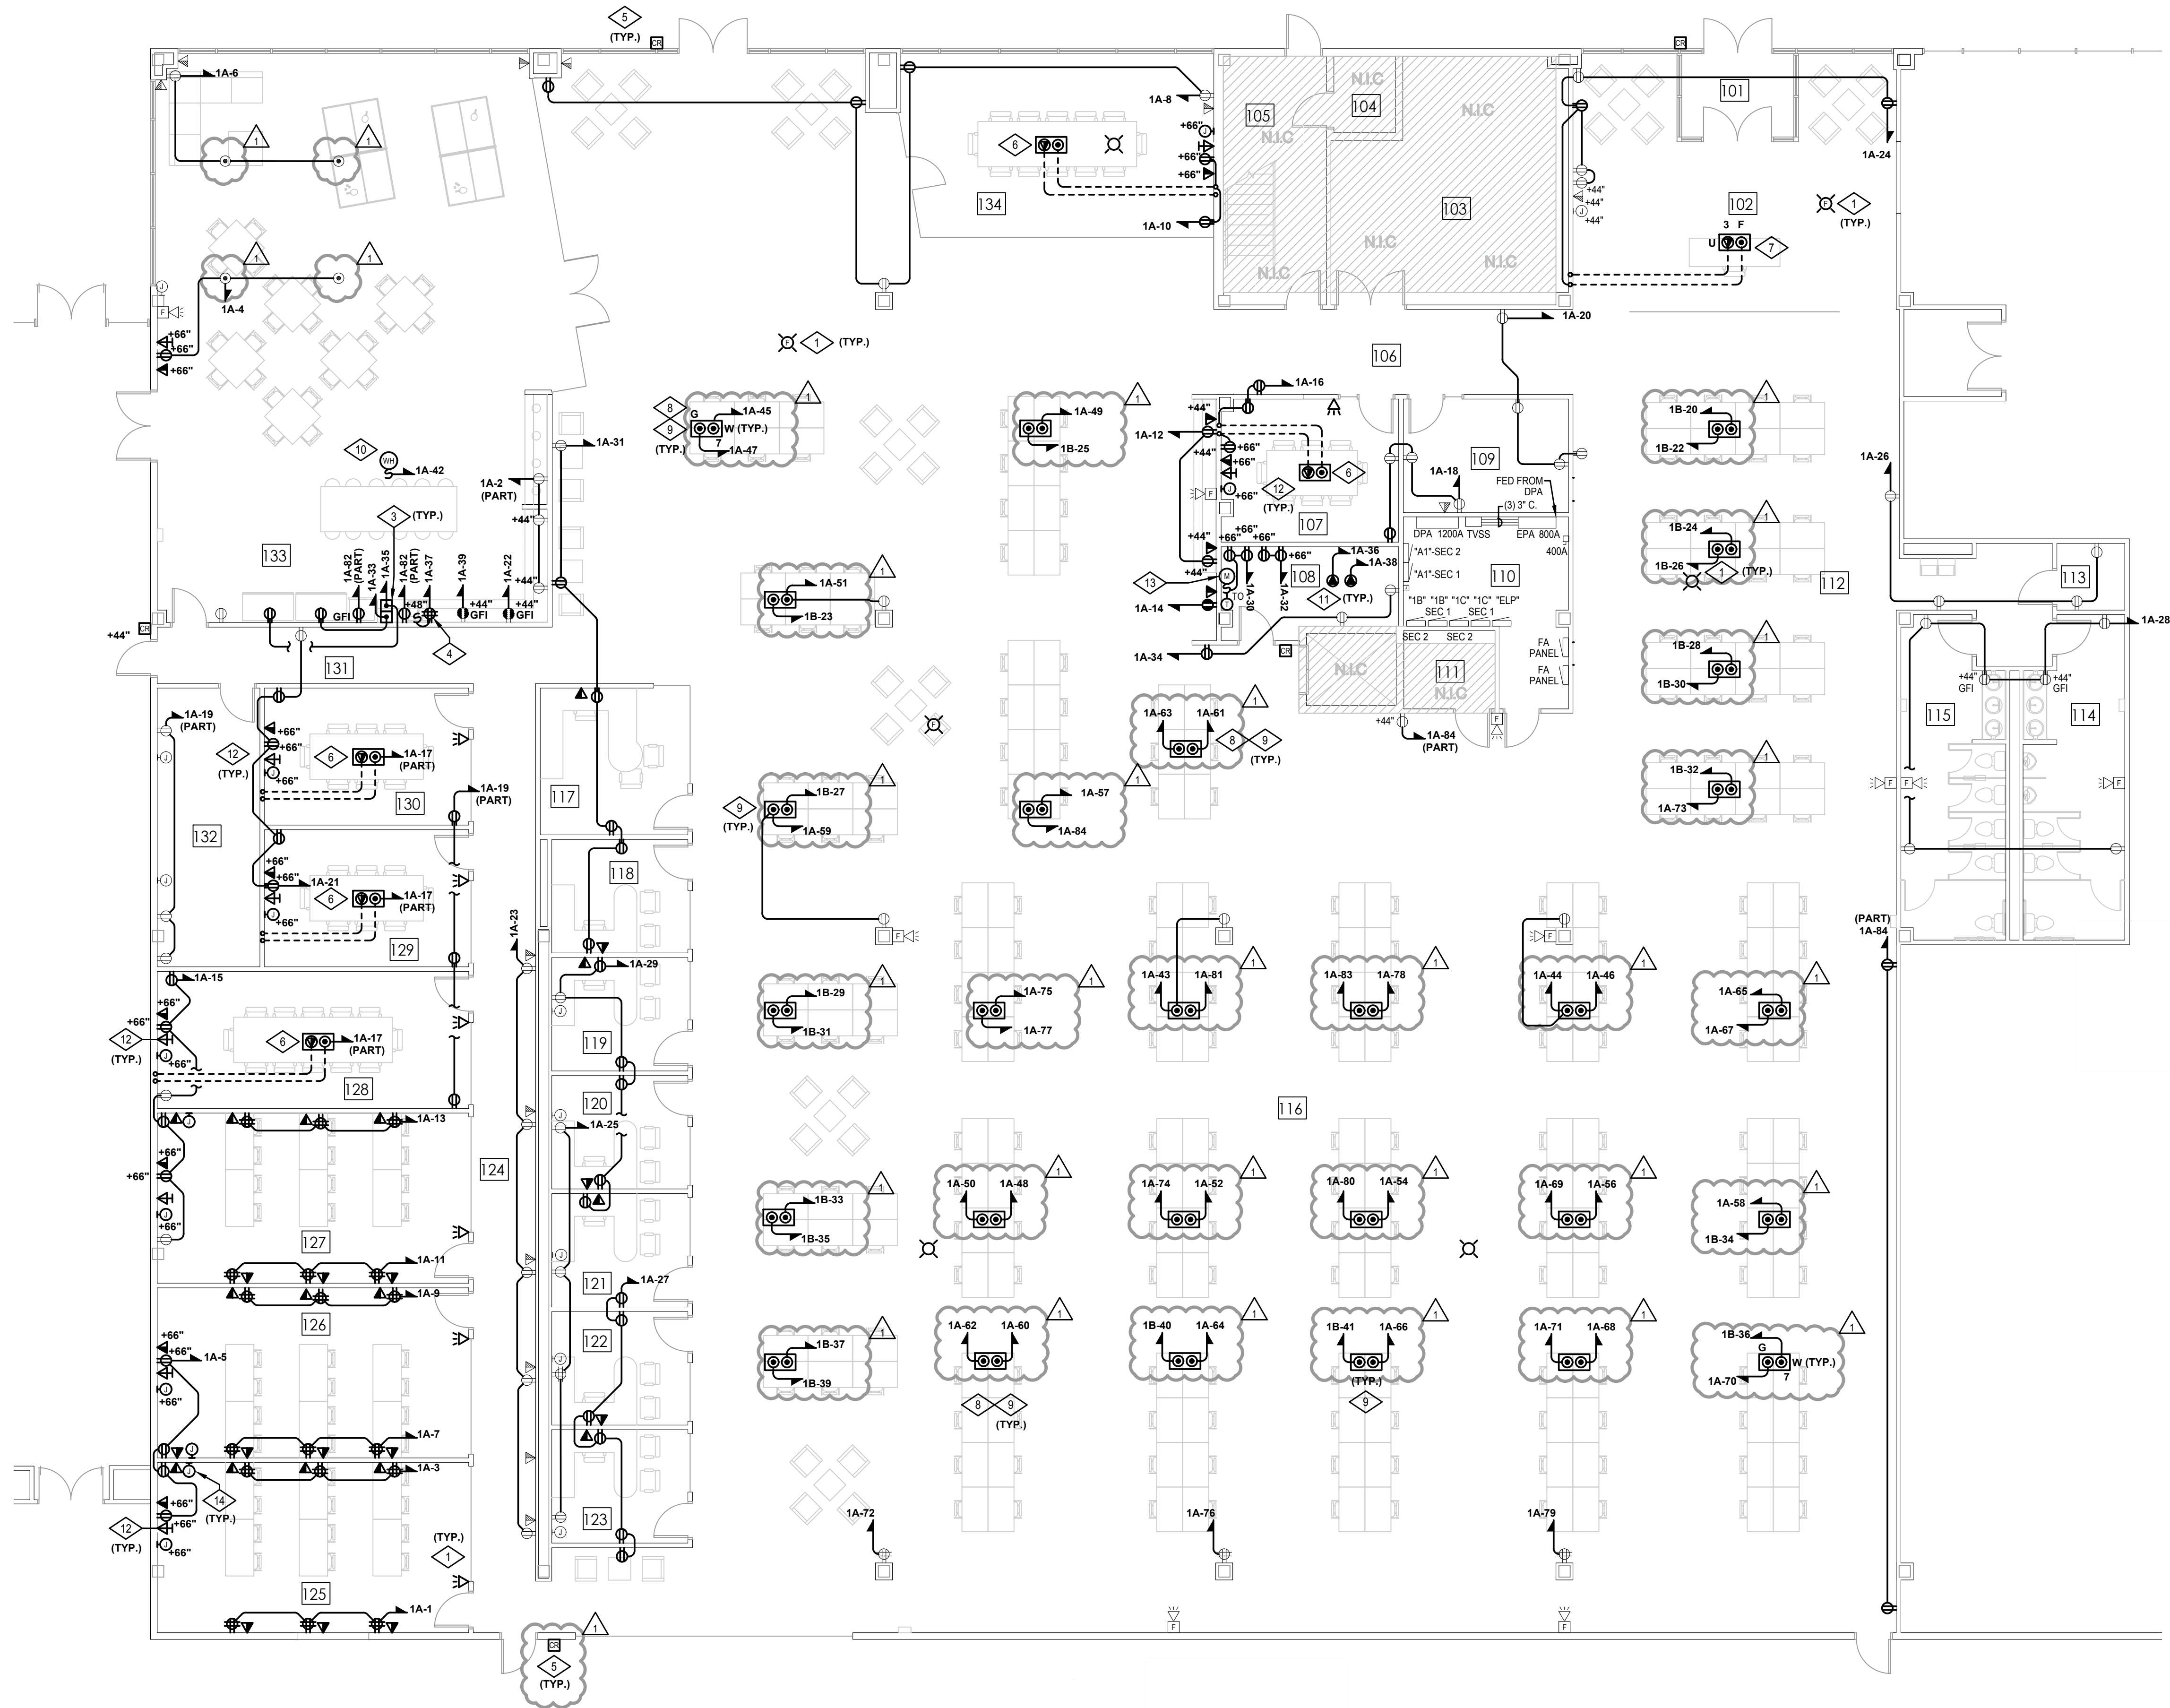 5
(TYP.)
CR
CR
1A-6
1
1
1
1
1A-4
J
F
+66"
+66"
+66"
1A-8
+66"
J
+66"
+66"
6
134
1A-10
105
104
N.I.C
N.I.C
N.I.C
103
N.I.C
N.I.C
N.I.C
101
1A-24
+44"
+44"
J
+44"
102
F
1
(TYP.)
3 F
U
7
F
1
(TYP.)
106
1A-20
8
9
(TYP.)
G
1A-45
W (TYP.)
7
1A-47
1
1A-49
1B-25
1
1A-16
+44"
1A-12
+44"
+66"
+66"
J
+66"
12
(TYP.)
6
107
F
109
1A-18
FED FROM
DPA
(3) 3" C.
DPA 1200A
TVSS
EPA 800A
400A
1B-20
1B-22
1
1B-24
1B-26
1
1
(TYP.)
1B-28
1B-30
1
1B-32
1A-73
1
1A-26
112
113
1A-28
+44"
GFI
+44"
GFI
115
114
F
F
F
10
WH
1A-42
1A-31
1A-2
(PART)
+44"
3
(TYP.)
133
1A-82
(PART)
1A-33
1A-35
1A-82
(PART)
1A-37
1A-39
1A-22
+44"
GFI
+48"
+44"
GFI
+44"
GFI
4
+44"
CR
131
1A-51
1B-23
1
+44"
+66"
+66"
+66"
+66"
+44"
13
M
TO
T
1A-14
1A-30
1A-32
108
1A-36
1A-38
11
(TYP.)
"A1"-SEC 2
"A1"-SEC 1
110
"1B"
"1B"
"1C"
"1C"
"ELP"
SEC 1
SEC 1
SEC 2
SEC 2
1A-34
CR
N.I.C
111
N.I.C
FA
PANEL
FA
PANEL
+44"
1A-84
(PART)
F
1A-19
(PART)
J
J
12
(TYP.)
+66"
+66"
J
+66"
6
1A-17
(PART)
130
1A-19
(PART)
132
+66"
+66"
1A-21
J
+66"
6
1A-17
(PART)
129
117
118
F
1A-63
1A-61
1
8
9
(TYP.)
1A-57
1A-84
1
9
(TYP.)
1B-27
1A-59
1
F
1A-15
+66"
+66"
12
(TYP.)
J
+66"
6
1A-17
(PART)
128
1A-23
1A-29
J
119
J
120
1A-25
1B-29
1B-31
1
1A-75
1A-77
1
1A-43
1A-81
1
1A-83
1A-78
1
F
1A-44
1A-46
1
1A-65
1A-67
1
(PART)
1A-84
116
J
1A-13
+66"
+66"
J
+66"
127
1A-11
124
J
121
1A-27
1B-33
1B-35
1
1A-50
1A-48
1
1A-74
1A-52
1
1A-80
1A-54
1
1A-69
1A-56
1
1A-58
1B-34
1
1A-9
126
+66"
+66"
1A-5
J
+66"
1A-7
122
J
1B-37
1B-39
1
1A-62
1A-60
1
8
9
(TYP.)
1B-40
1A-64
1
1B-41
1A-66
1
(TYP.)
9
1A-71
1A-68
1
1B-36
G
W (TYP.)
7
1A-70
1
J
J
1A-3
14
(TYP.)
+66"
+66"
12
(TYP.)
J
+66"
(TYP.)
1
125
1A-1
123
J
1A-72
1A-76
1A-79
F
F
CR
1
5
(TYP.)